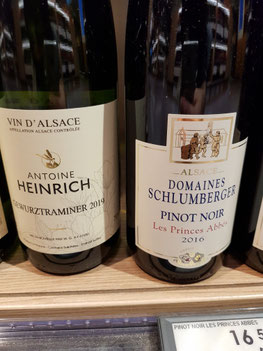 VIN D'ALSACE
APPELLATION ALSACE CONTRÔLÉE
ANTOINE
HEINRICH
GEWURZTRAMINER 2019
ALSACE
DOMAINES
SCHLUMBERGER
PINOT NOIR
Les Princes Abbés
2016
PINOT NOIR LES PRINCES ABBES
16 5